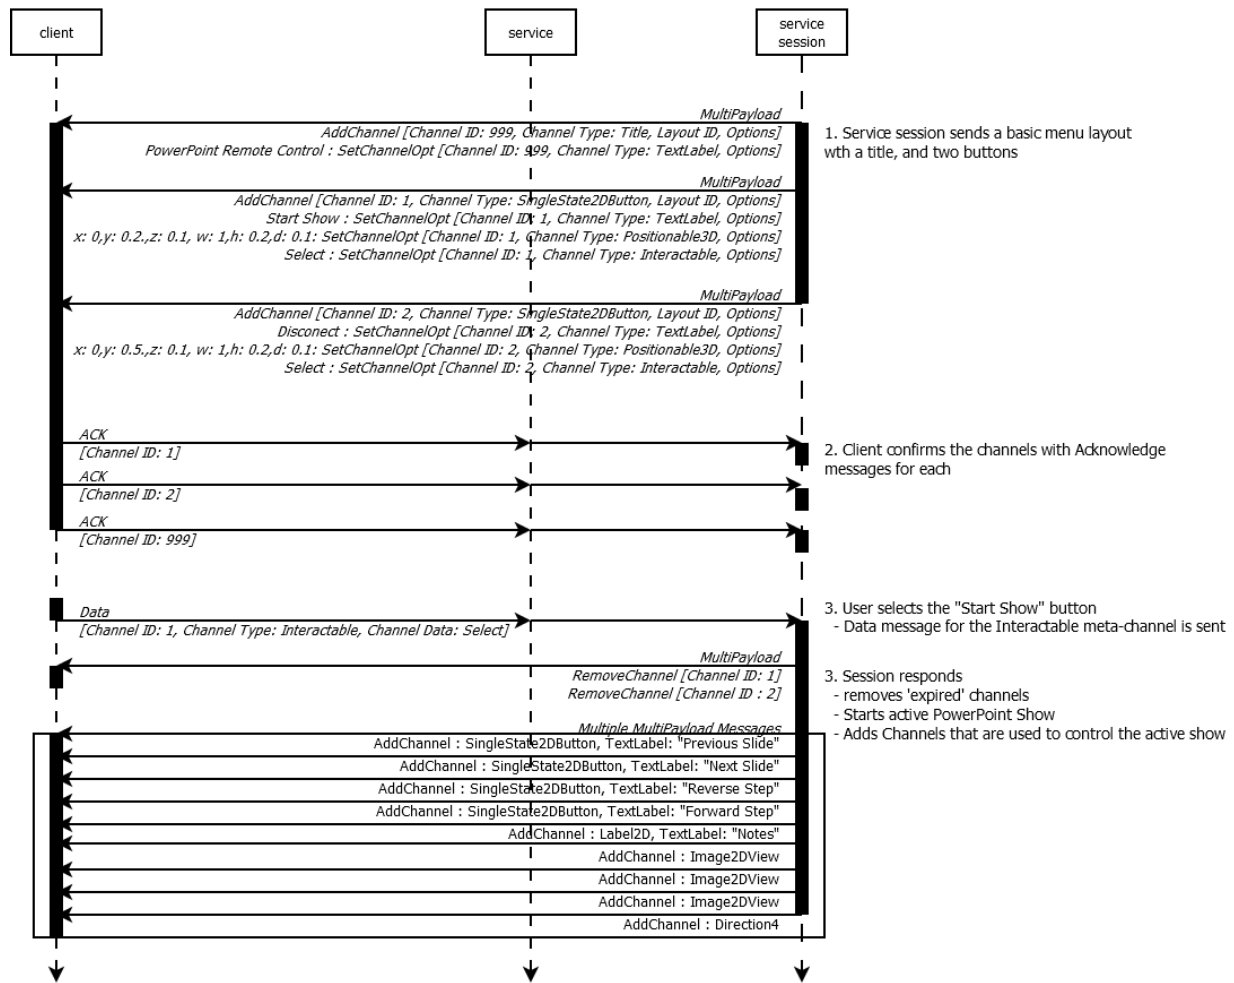 client
service
service
session
MultiPayload
AddChannel [Channel ID: 999, Channel Type: Title, Layout ID, Options]
PowerPoint Remote Control : SetChannelOpt [Channel ID: 999, Channel Type: TextLabel, Options]
1. Service session sends a basic menu layout
wth a title, and two buttons
MultiPayload
AddChannel [Channel ID: 1, Channel Type: SingleState2DButton, Layout ID, Options]
Start Show : SetChannelOpt [Channel ID: 1, Channel Type: TextLabel, Options]
x: 0,y: 0.2.,z: 0.1, w: 1,h: 0.2,d: 0.1: SetChannelOpt [Channel ID: 1, Channel Type: Positionable3D, Options]
Select : SetChannelOpt [Channel ID: 1, Channel Type: Interactable, Options]
MultiPayload
AddChannel [Channel ID: 2, Channel Type: SingleState2DButton, Layout ID, Options]
Disconect : SetChannelOpt [Channel ID: 2, Channel Type: TextLabel, Options]
x: 0,y: 0.5.,z: 0.1, w: 1,h: 0.2,d: 0.1: SetChannelOpt [Channel ID: 2, Channel Type: Positionable3D, Options]
Select : SetChannelOpt [Channel ID: 2, Channel Type: Interactable, Options]
ACK
[Channel ID: 1]
2. Client confirms the channels with Acknowledge
messages for each
ACK
[Channel ID: 2]
ACK
[Channel ID: 999]
Data
[Channel ID: 1, Channel Type: Interactable, Channel Data: Select]
3. User selects the "Start Show" button
- Data message for the Interactable meta-channel is sent
MultiPayload
RemoveChannel [Channel ID: 1]
RemoveChannel [Channel ID : 2]
3. Session responds
- removes 'expired' channels
- Starts active PowerPoint Show
- Adds Channels that are used to control the active show
Multiple MultiPayload Messages
AddChannel : SingleState2DButton, TextLabel: "Previous Slide"
AddChannel : SingleState2DButton, TextLabel: "Next Slide"
AddChannel : SingleState2DButton, TextLabel: "Reverse Step"
AddChannel : SingleState2DButton, TextLabel: "Forward Step"
AddChannel : Label2D, TextLabel: "Notes"
AddChannel : Image2DView
AddChannel : Image2DView
AddChannel : Image2DView
AddChannel : Direction4